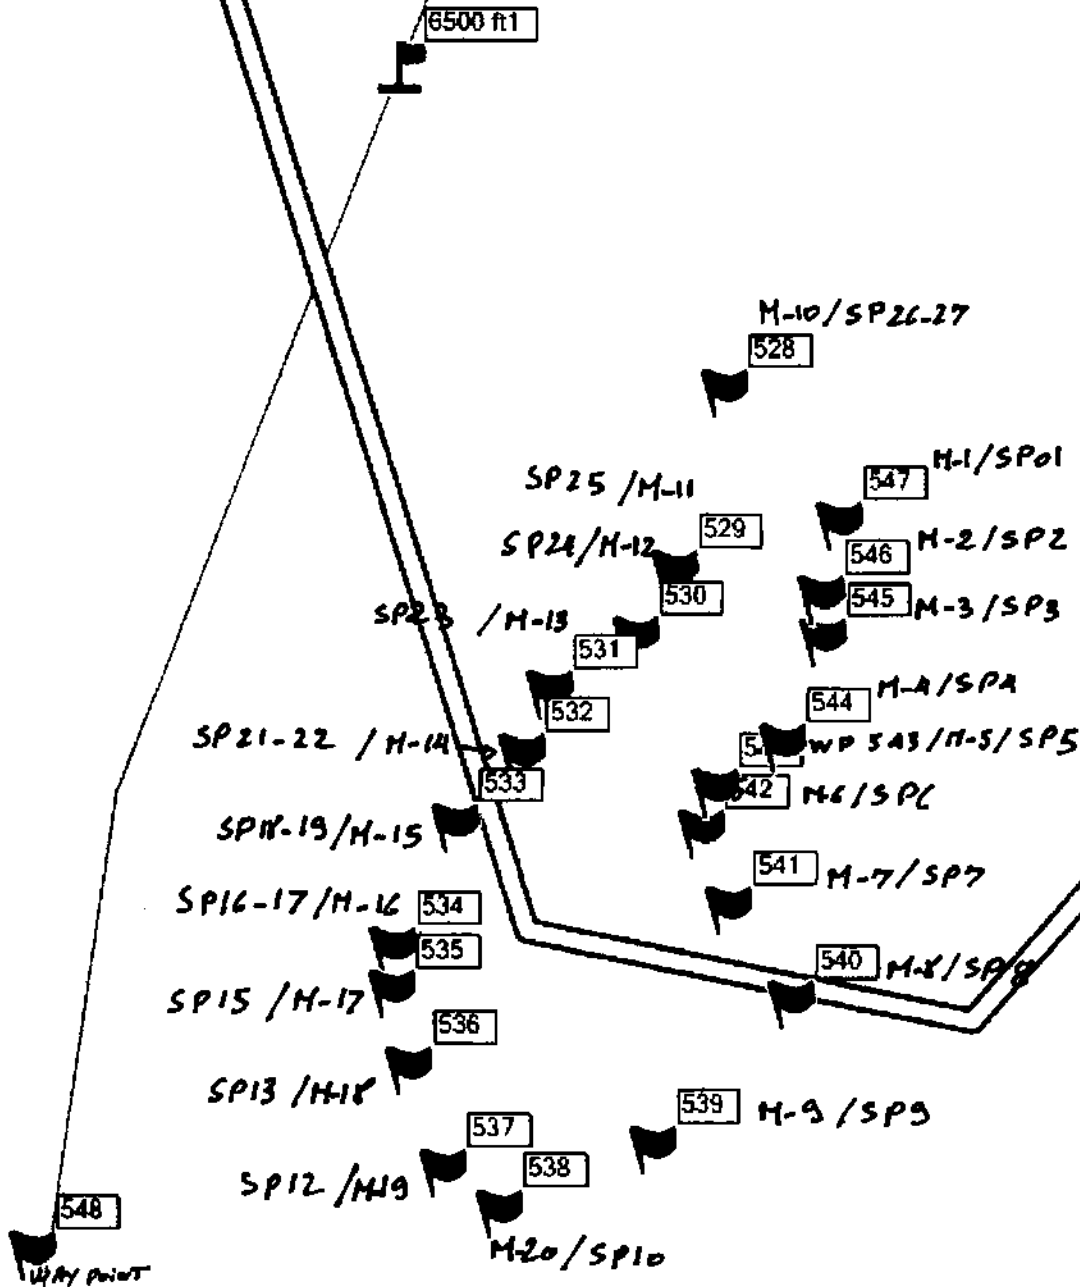 6500 ft1
M-10/SP26-27
528
M-1/SP01
547
SP25 /M-11
529
M-2/SP2
546
SP24/M-12
530
545
M-3 /SP3
SP23 /M-13
531
M-4/SP4
544
532
SP21-22 /M-14
WP 543/M-5/SP5
533
542
M6/SP6
SP18-19/M-15
541
M-7/SP7
SP16-17/M-16
534
535
540
M-8/SP8
SP15 /M-17
536
SP13 /M-18
539
M-9 /SP9
537
538
SP12 /M-19
548
M-20/SP10
WAY POINT